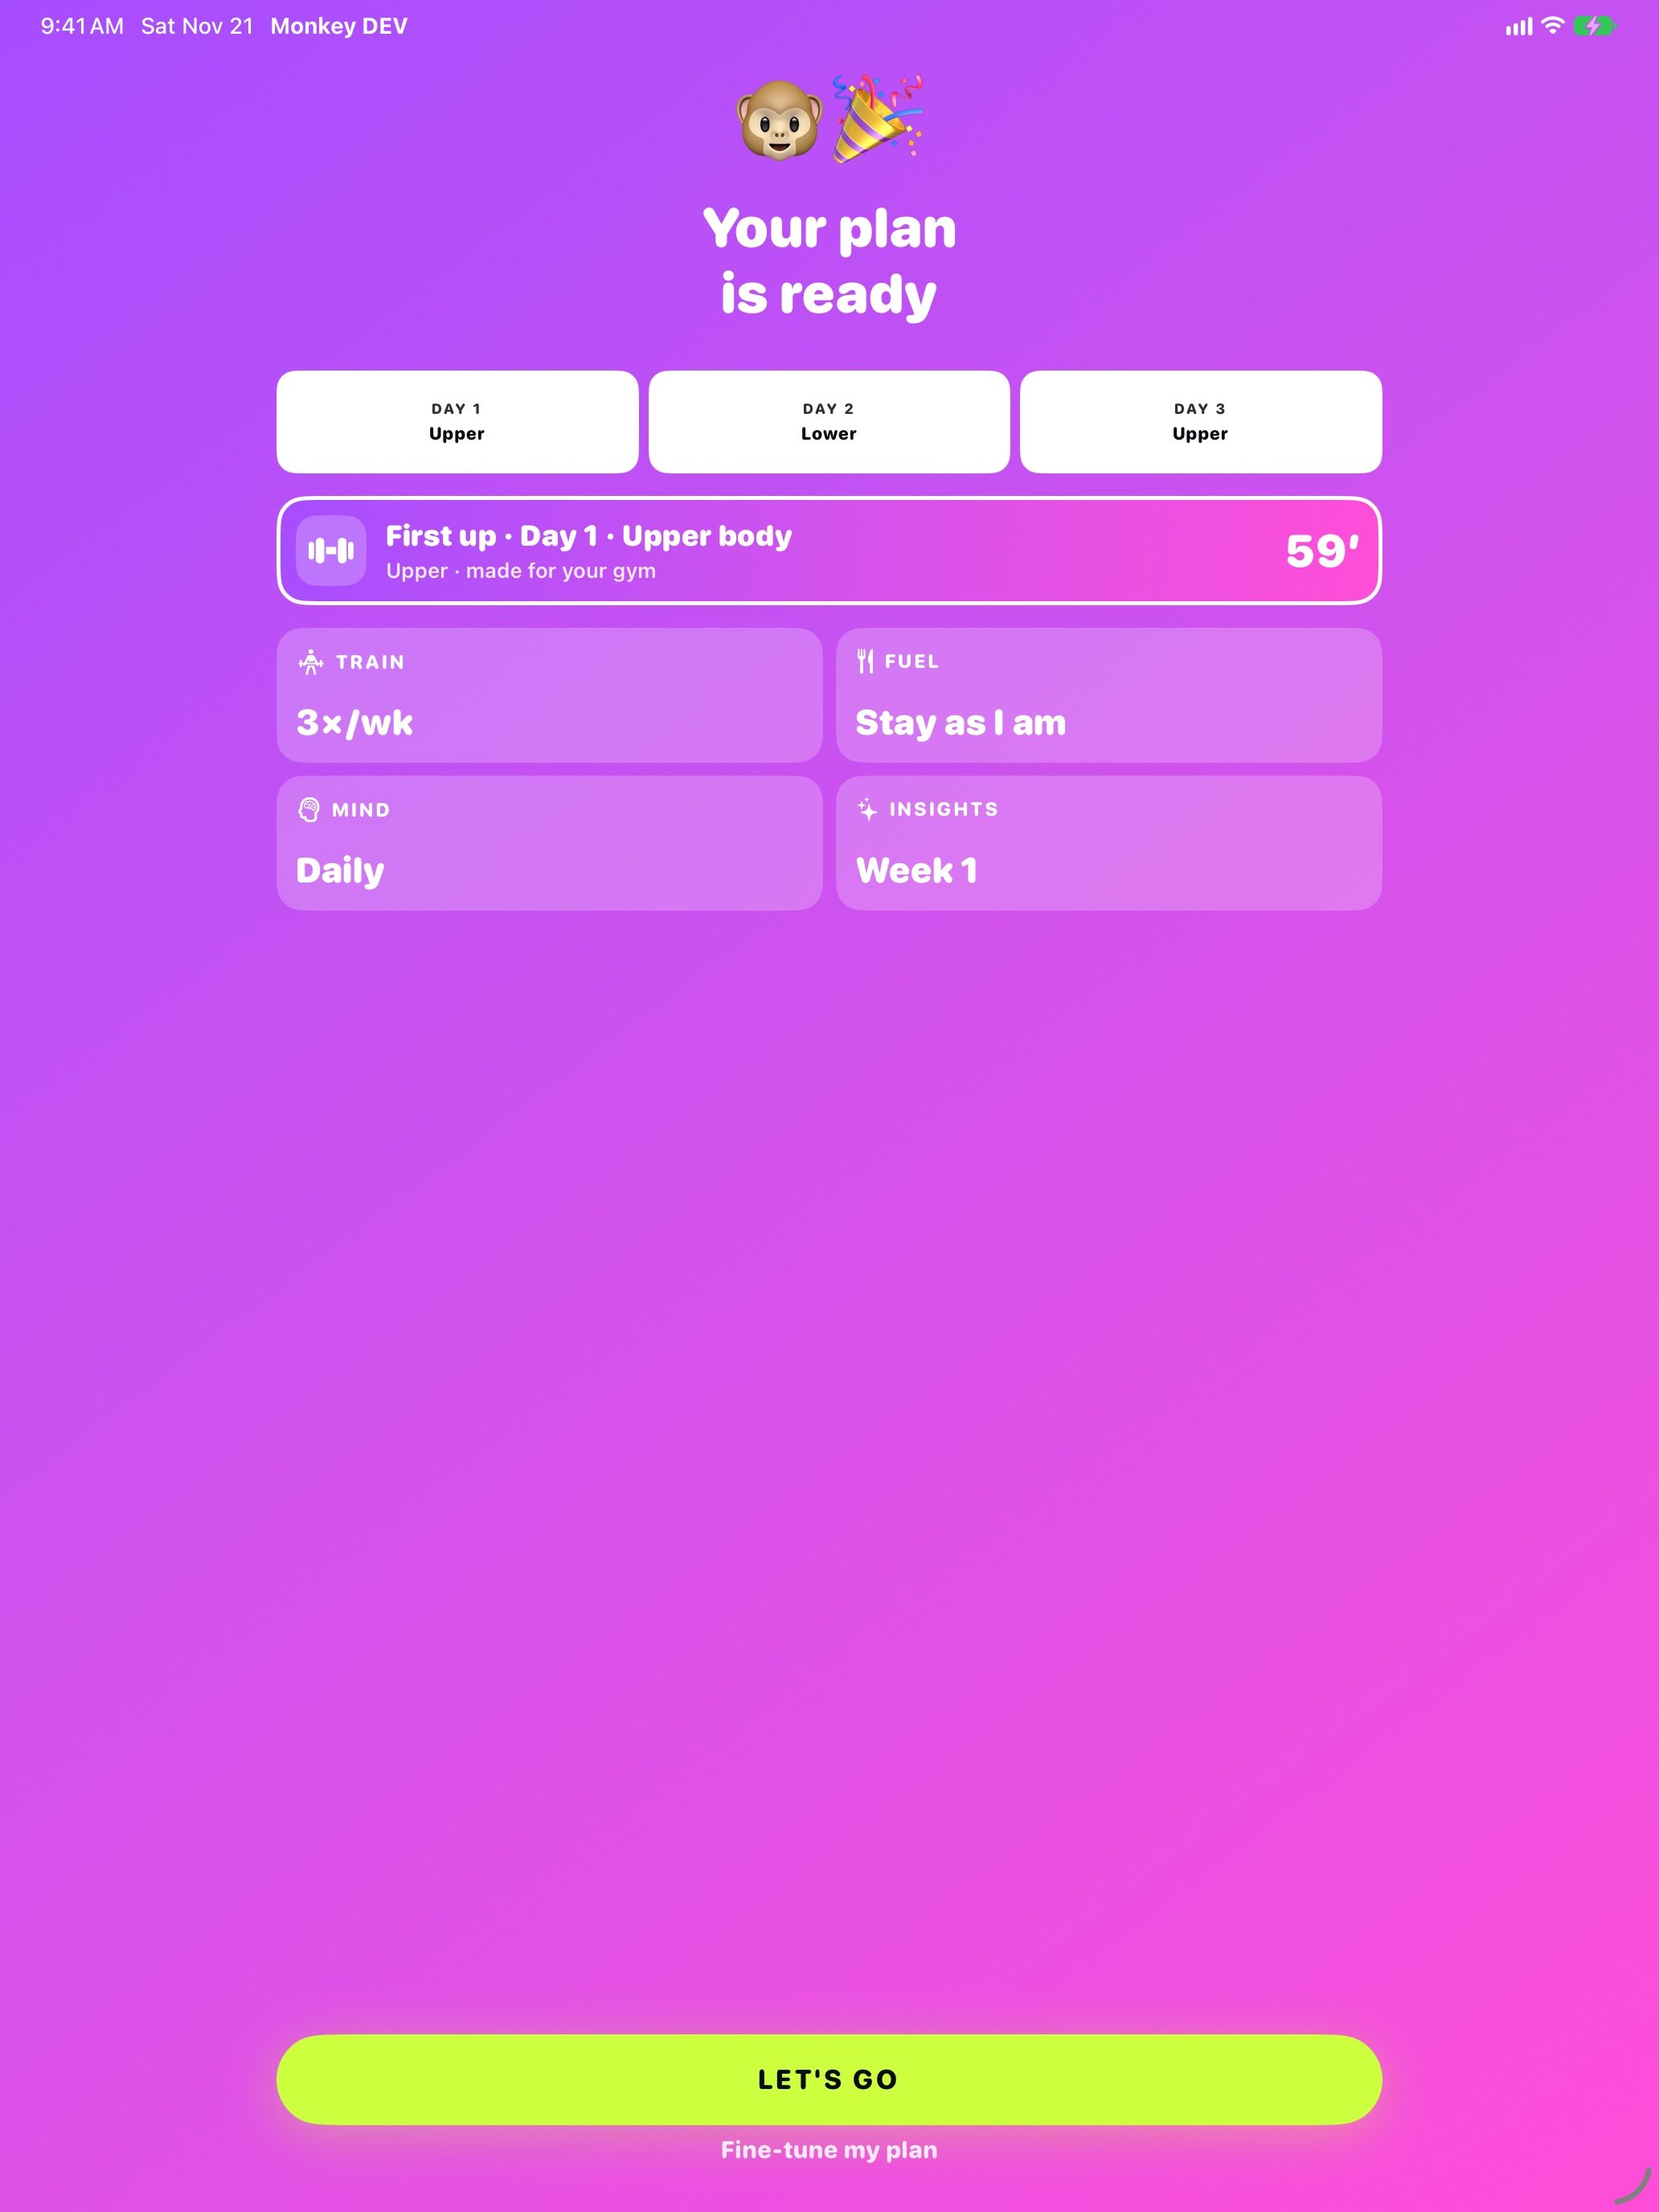 9:41 AM Sat Nov 21 Monkey DEV
Your plan
is ready
DAY 1
Upper
DAY 2
Lower
DAY 3
Upper
First up · Day 1 · Upper body
Upper · made for your gym
59′
TRAIN
3×/wk
FUEL
Stay as I am
MIND
Daily
INSIGHTS
Week 1
LET'S GO
Fine-tune my plan